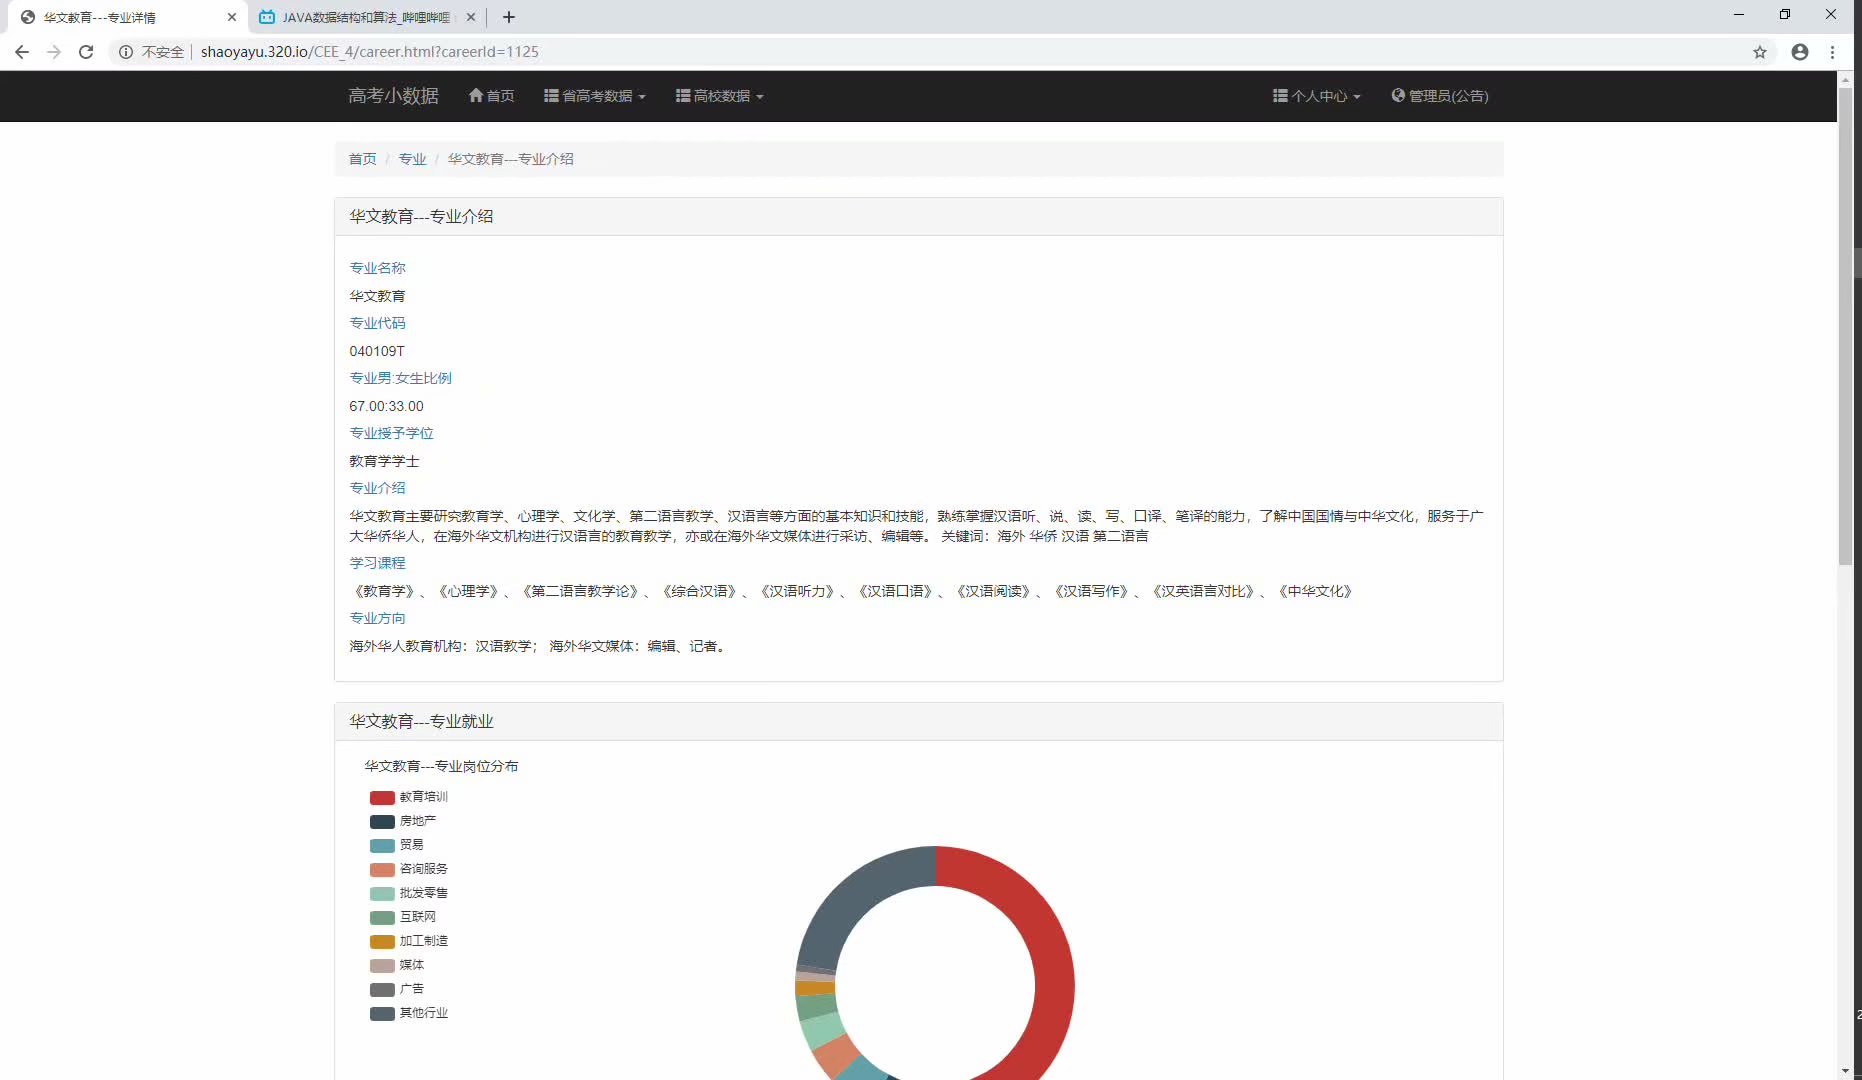 华文教育---专业详情
JAVA数据结构和算法_哔哩哔哩
不安全
shaoyayu.320.io/CEE_4/career.html?careerId=1125
高考小数据
首页
省高考数据
高校数据
个人中心
管理员(公告)
首页 / 专业 / 华文教育---专业介绍
华文教育---专业介绍
专业名称
华文教育
专业代码
040109T
专业男:女生比例
67.00:33.00
专业授予学位
教育学学士
专业介绍
华文教育主要研究教育学、心理学、文化学、第二语言教学、汉语言等方面的基本知识和技能，熟练掌握汉语听、说、读、写、口译、笔译的能力，了解中国国情与中华文化，服务于广
大华侨华人，在海外华文机构进行汉语言的教育教学，亦或在海外华文媒体进行采访、编辑等。 关键词：海外 华侨 汉语 第二语言
学习课程
《教育学》、《心理学》、《第二语言教学论》、《综合汉语》、《汉语听力》、《汉语口语》、《汉语阅读》、《汉语写作》、《汉英语言对比》、《中华文化》
专业方向
海外华人教育机构：汉语教学； 海外华文媒体：编辑、记者。
华文教育---专业就业
华文教育---专业岗位分布
教育培训
房地产
贸易
咨询服务
批发零售
互联网
加工制造
媒体
广告
其他行业